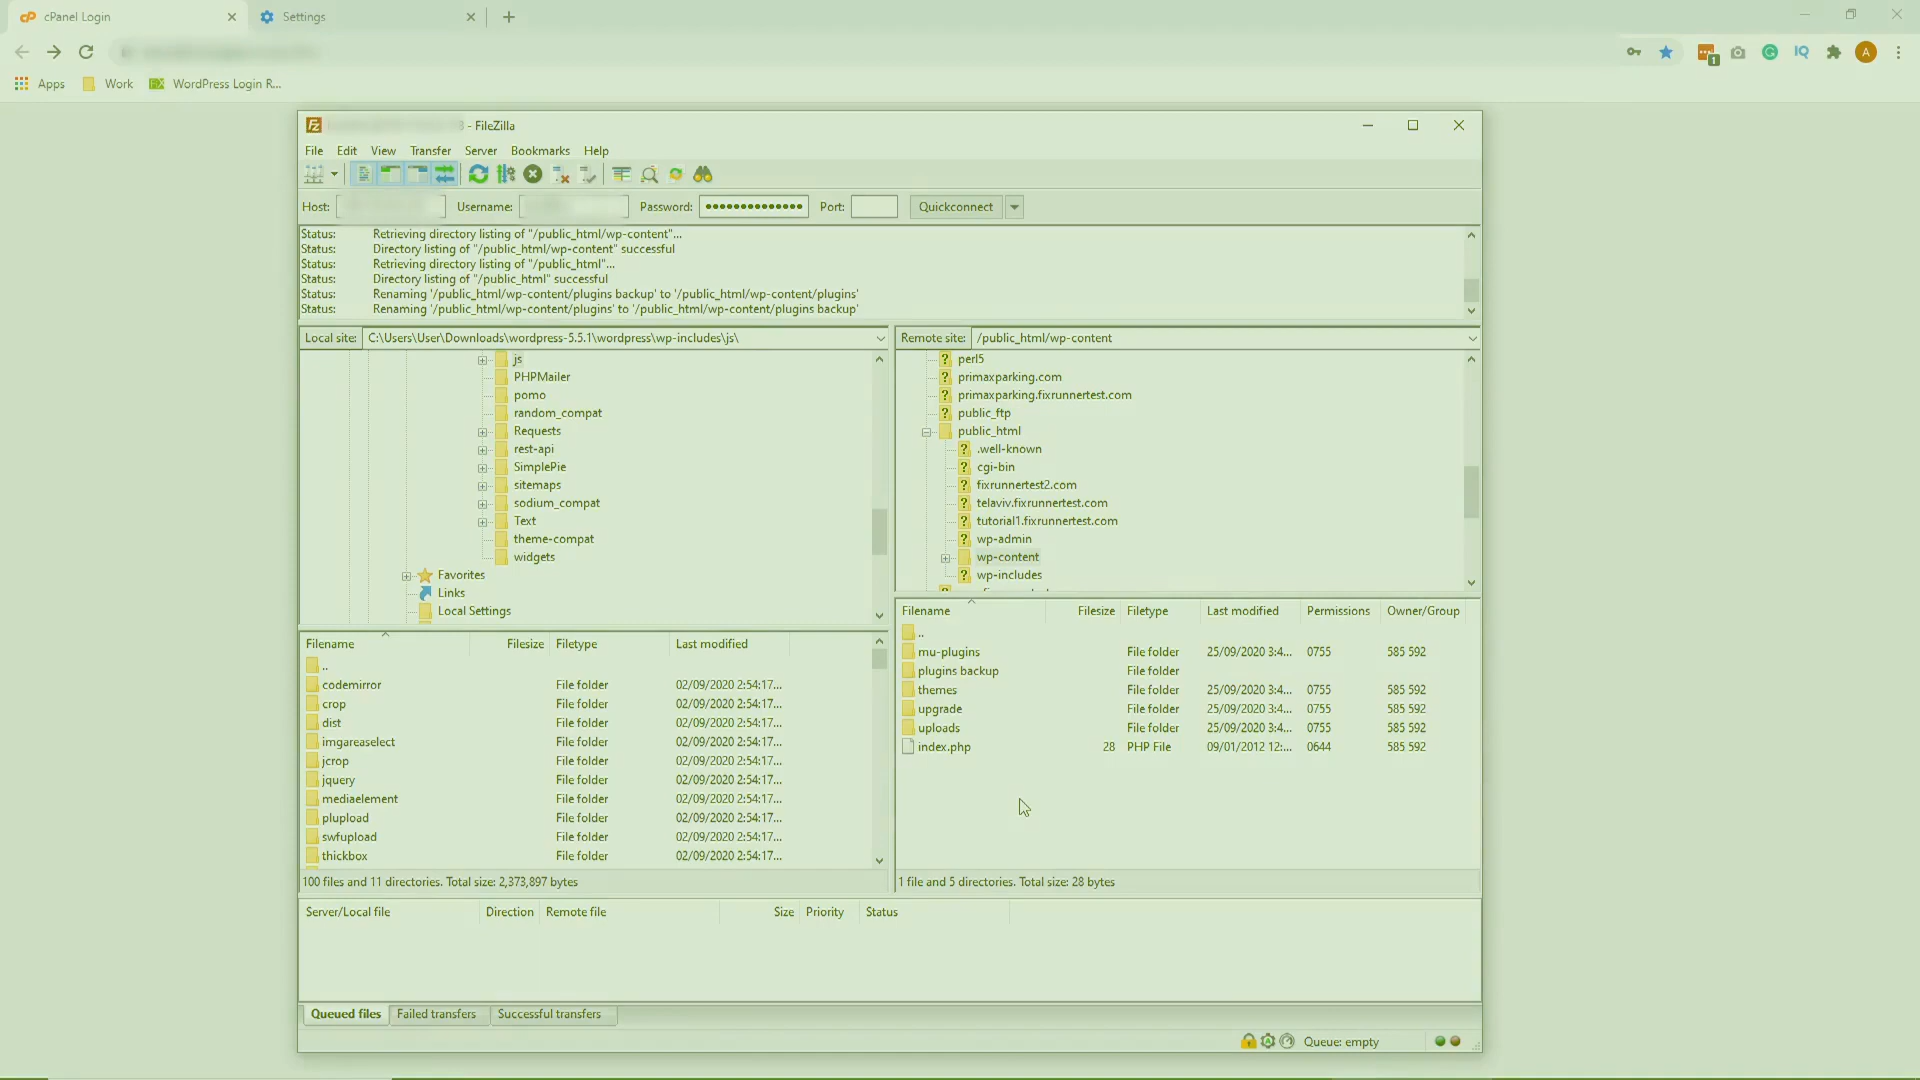 cPanel Login
Settings
Apps
Work
WordPress Login R...
- FileZilla
File Edit View Transfer Server Bookmarks Help
Host: Username: Password: ●●●●●●●●●●●●●● Port: Quickconnect
Status: Retrieving directory listing of "/public_html/wp-content"...
Status: Directory listing of "/public_html/wp-content" successful
Status: Retrieving directory listing of "/public_html"...
Status: Directory listing of "/public_html" successful
Status: Renaming '/public_html/wp-content/plugins backup' to '/public_html/wp-content/plugins'
Status: Renaming '/public_html/wp-content/plugins' to '/public_html/wp-content/plugins backup'
Local site: C:\Users\User\Downloads\wordpress-5.5.1\wordpress\wp-includes\js\
js
PHPMailer
pomo
random_compat
Requests
rest-api
SimplePie
sitemaps
sodium_compat
Text
theme-compat
widgets
Favorites
Links
Local Settings
Filename Filesize Filetype Last modified
..
codemirror File folder 02/09/2020 2:54:17...
crop File folder 02/09/2020 2:54:17...
dist File folder 02/09/2020 2:54:17...
imgareaselect File folder 02/09/2020 2:54:17...
jcrop File folder 02/09/2020 2:54:17...
jquery File folder 02/09/2020 2:54:17...
mediaelement File folder 02/09/2020 2:54:17...
plupload File folder 02/09/2020 2:54:17...
swfupload File folder 02/09/2020 2:54:17...
thickbox File folder 02/09/2020 2:54:17...
100 files and 11 directories. Total size: 2,373,897 bytes
Remote site: /public_html/wp-content
perl5
primaxparking.com
primaxparking.fixrunnertest.com
public_ftp
public_html
.well-known
cgi-bin
fixrunnertest2.com
telaviv.fixrunnertest.com
tutorial1.fixrunnertest.com
wp-admin
wp-content
wp-includes
Filename Filesize Filetype Last modified Permissions Owner/Group
..
mu-plugins File folder 25/09/2020 3:4... 0755 585 592
plugins backup File folder
themes File folder 25/09/2020 3:4... 0755 585 592
upgrade File folder 25/09/2020 3:4... 0755 585 592
uploads File folder 25/09/2020 3:4... 0755 585 592
index.php 28 PHP File 09/01/2012 12:... 0644 585 592
1 file and 5 directories. Total size: 28 bytes
Server/Local file Direction Remote file Size Priority Status
Queued files Failed transfers Successful transfers
Queue: empty